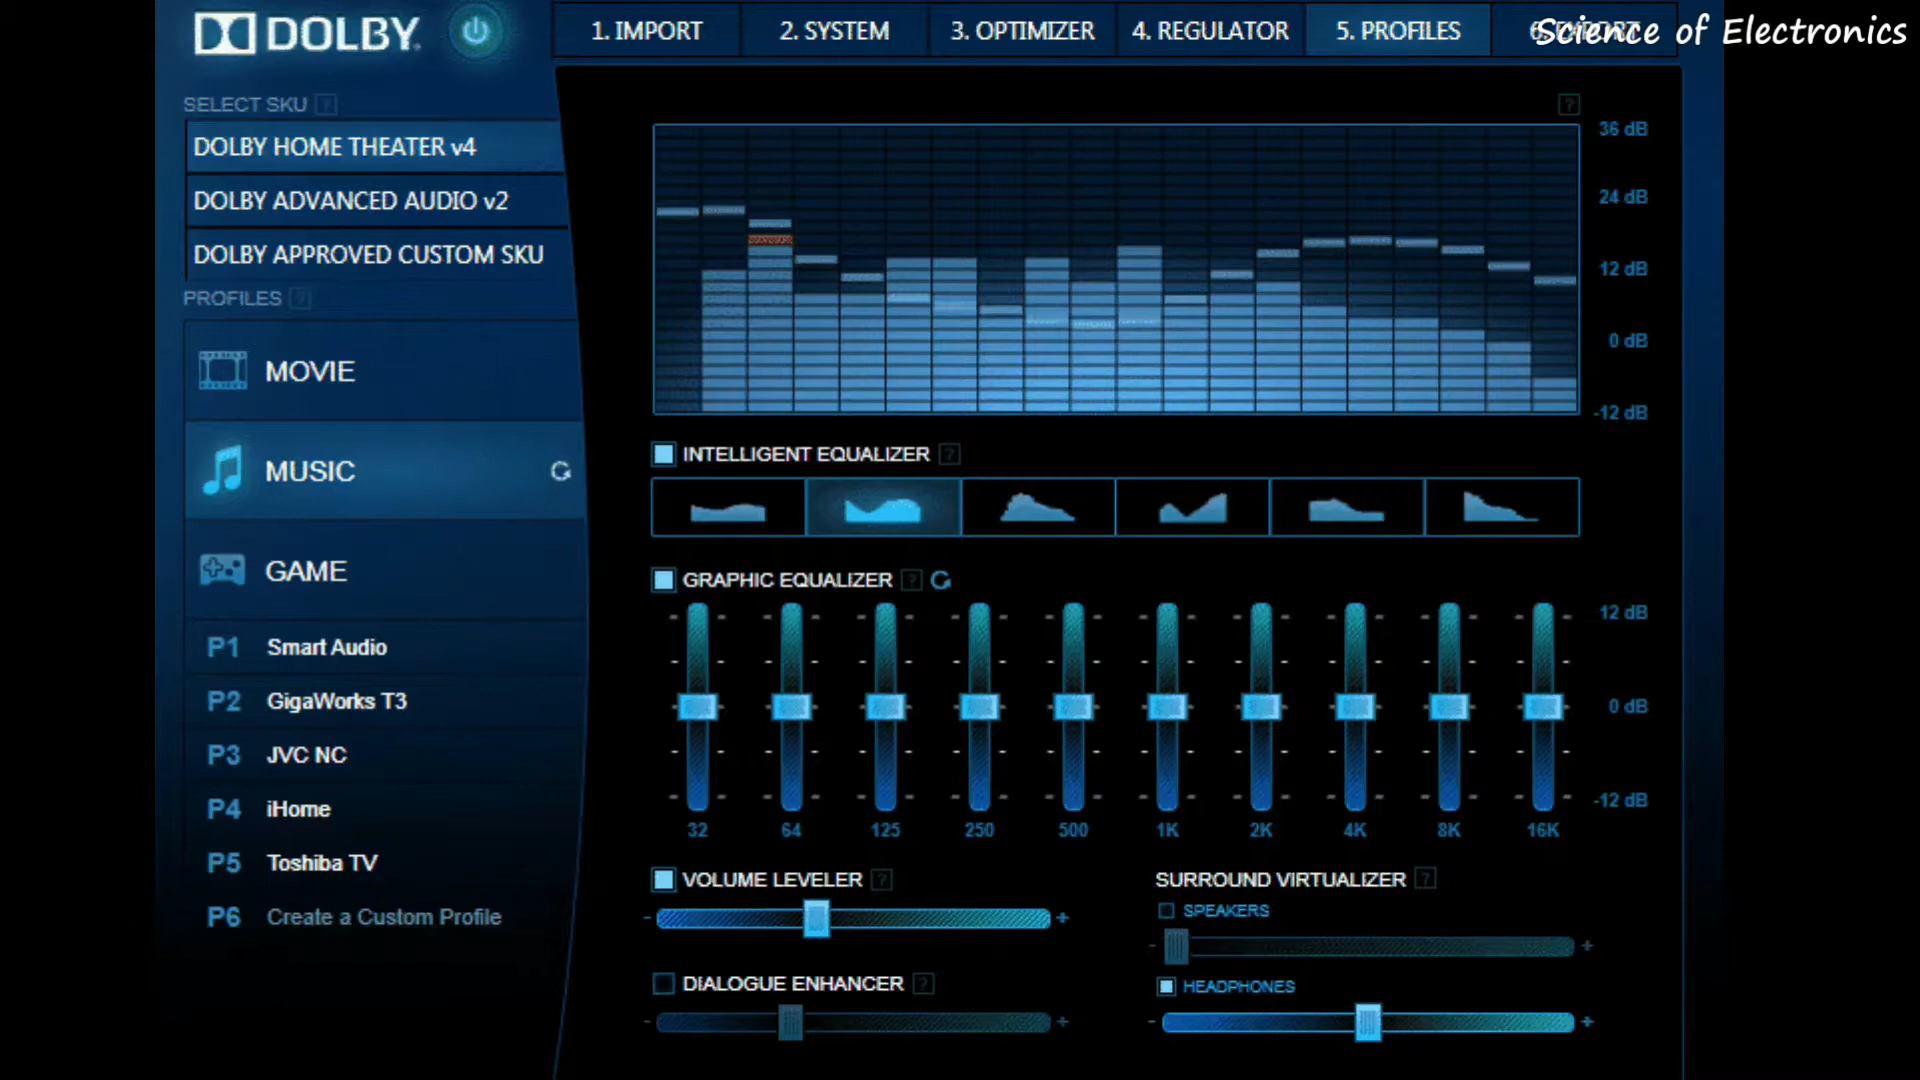 DOLBY
1. IMPORT
2. SYSTEM
3. OPTIMIZER
4. REGULATOR
5. PROFILES
6. EXPORT
Science of Electronics
SELECT SKU ?
DOLBY HOME THEATER v4
DOLBY ADVANCED AUDIO v2
DOLBY APPROVED CUSTOM SKU
PROFILES ?
MOVIE
MUSIC
GAME
P1 Smart Audio
P2 GigaWorks T3
P3 JVC NC
P4 iHome
P5 Toshiba TV
P6 Create a Custom Profile
?
36 dB
24 dB
12 dB
0 dB
-12 dB
INTELLIGENT EQUALIZER ?
GRAPHIC EQUALIZER ?
12 dB
0 dB
-12 dB
32 64 125 250 500 1K 2K 4K 8K 16K
VOLUME LEVELER ?
- +
DIALOGUE ENHANCER ?
- +
SURROUND VIRTUALIZER ?
SPEAKERS
- +
HEADPHONES
- +